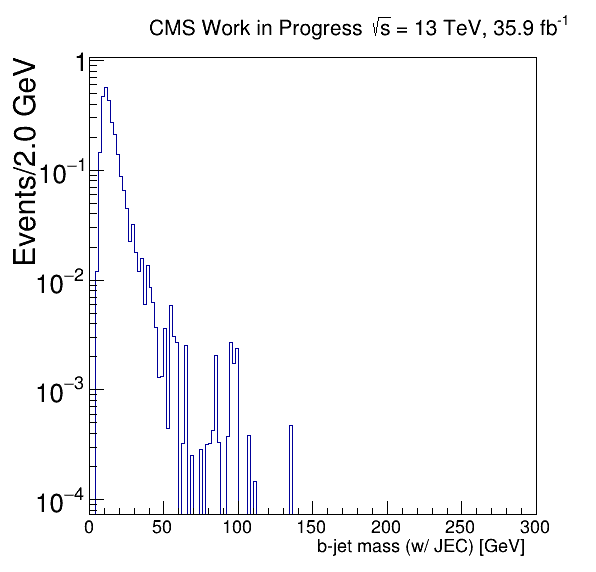 CMS Work in Progress √s = 13 TeV, 35.9 fb⁻¹
Events/2.0 GeV
1
10⁻¹
10⁻²
10⁻³
10⁻⁴
0 50 100 150 200 250 300
b-jet mass (w/ JEC) [GeV]